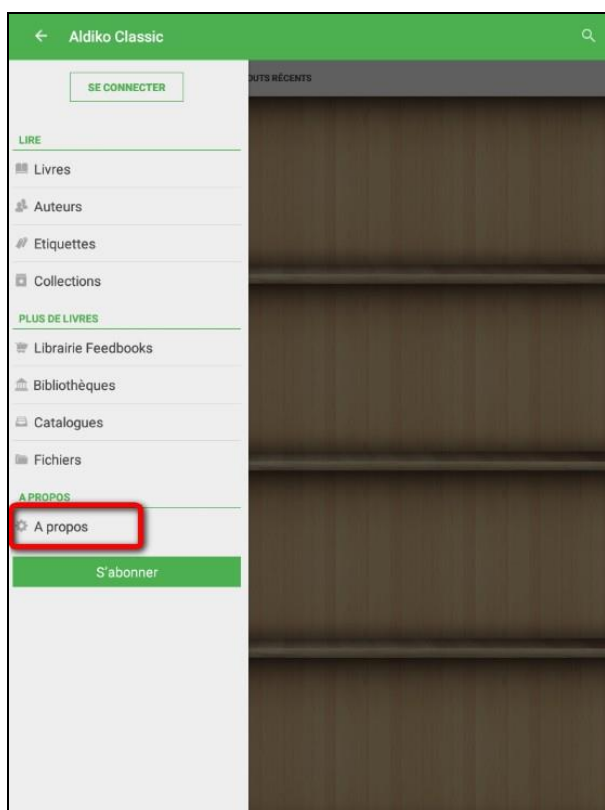 Aldiko Classic
SE CONNECTER
OUTS RÉCENTS
LIRE
Livres
Auteurs
Etiquettes
Collections
PLUS DE LIVRES
Librairie Feedbooks
Bibliothèques
Catalogues
Fichiers
A PROPOS
A propos
S'abonner